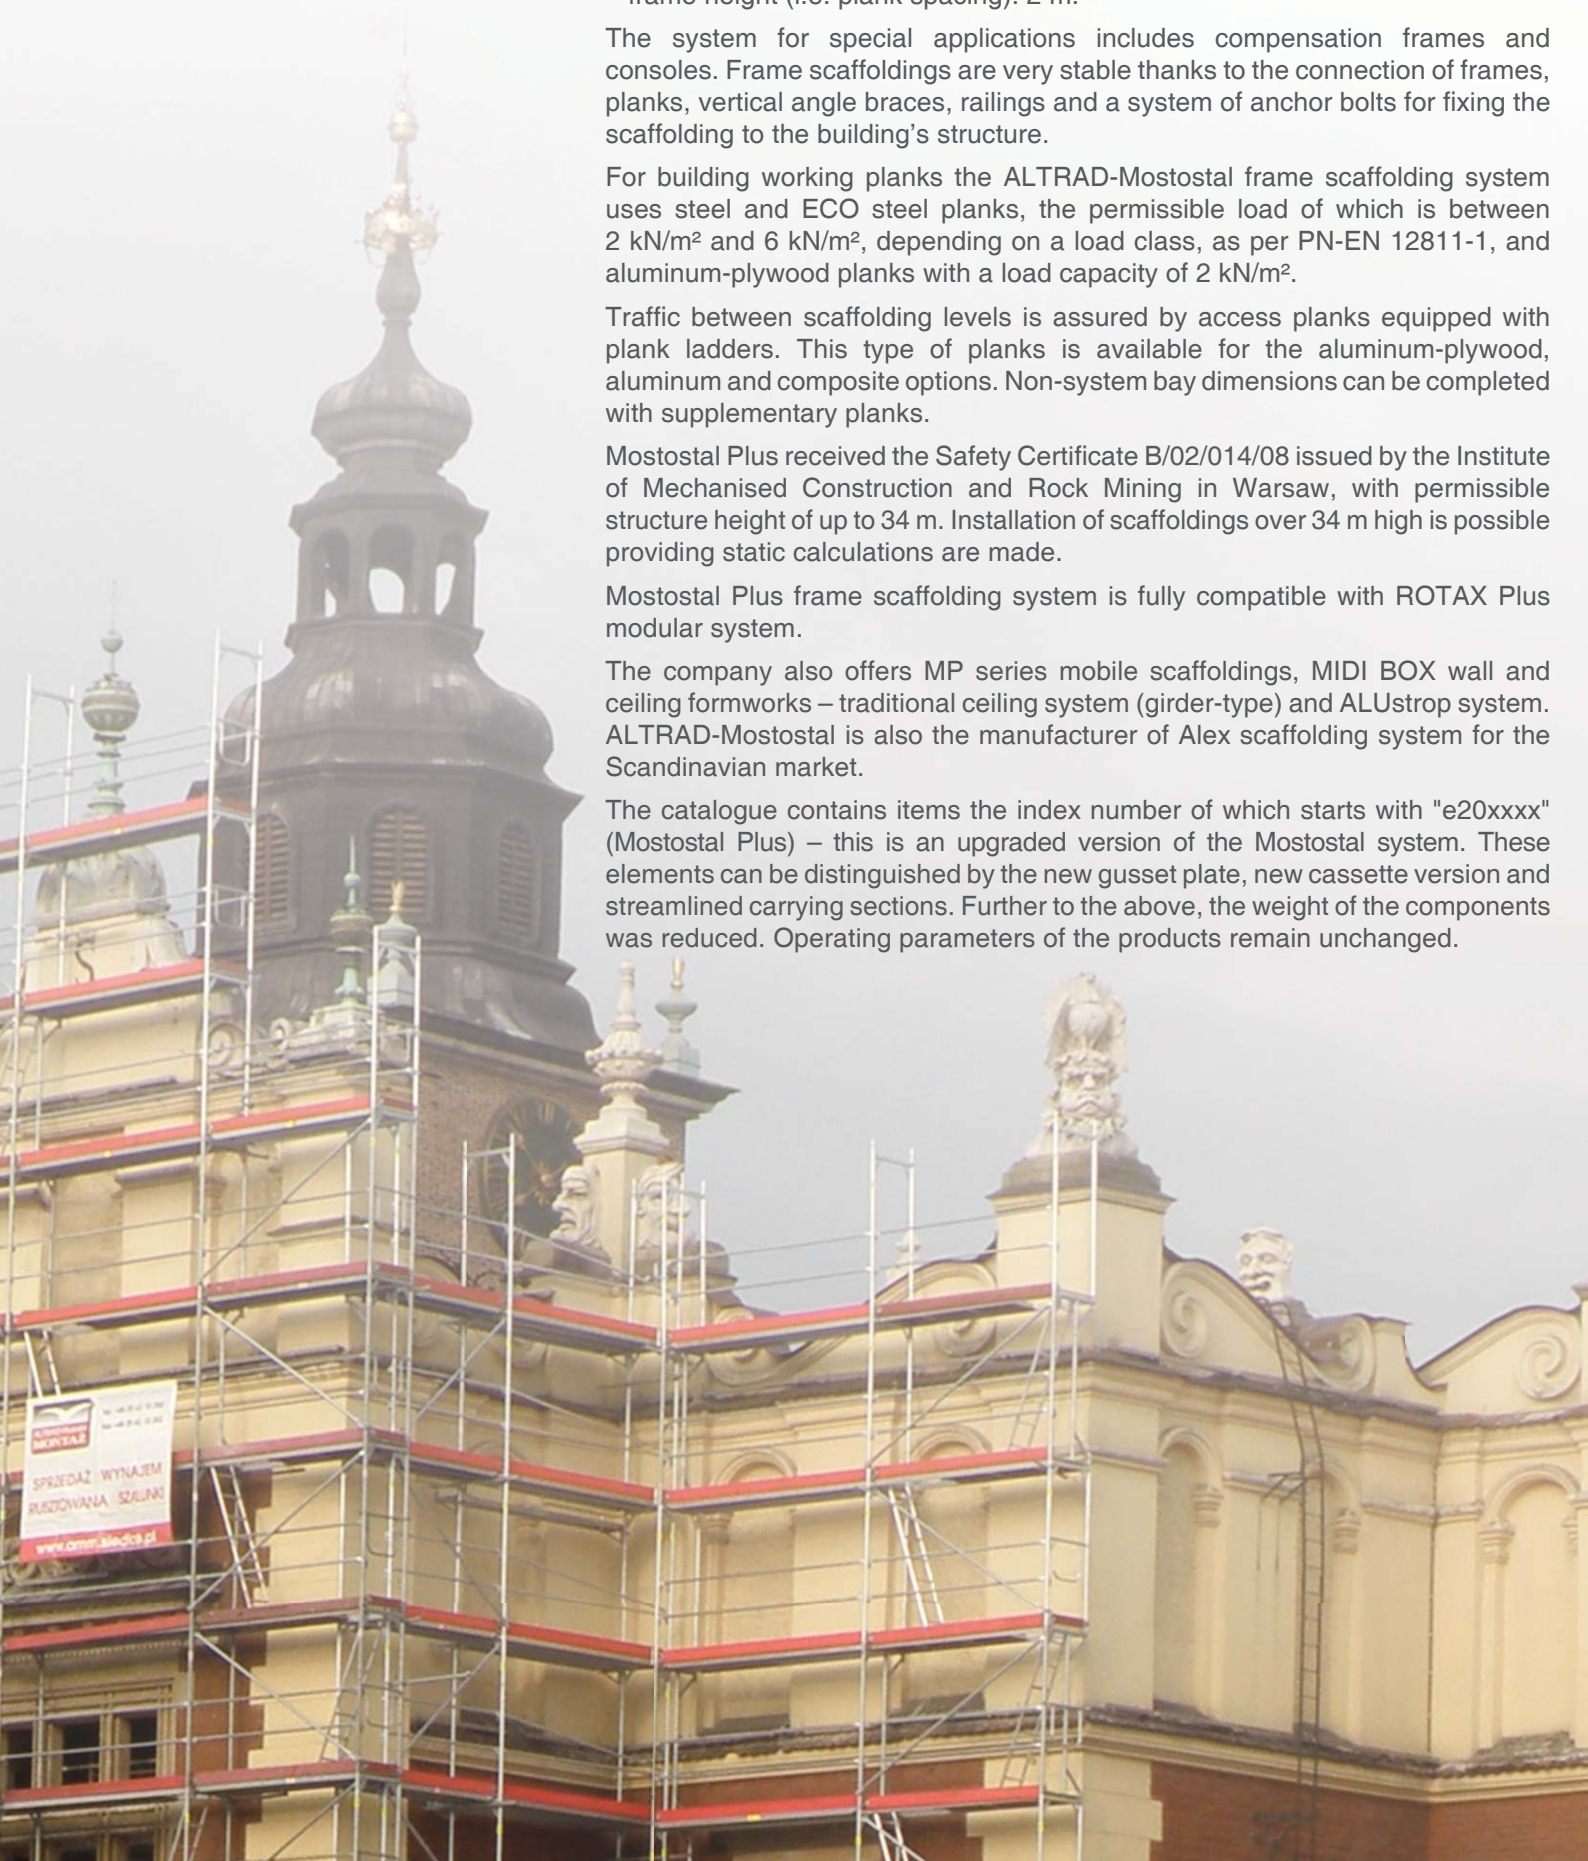 frame height (i.e. plank spacing): 2 m.
The system for special applications includes compensation frames and
consoles. Frame scaffoldings are very stable thanks to the connection of frames,
planks, vertical angle braces, railings and a system of anchor bolts for fixing the
scaffolding to the building’s structure.
For building working planks the ALTRAD-Mostostal frame scaffolding system
uses steel and ECO steel planks, the permissible load of which is between
2 kN/m² and 6 kN/m², depending on a load class, as per PN-EN 12811-1, and
aluminum-plywood planks with a load capacity of 2 kN/m².
Traffic between scaffolding levels is assured by access planks equipped with
plank ladders. This type of planks is available for the aluminum-plywood,
aluminum and composite options. Non-system bay dimensions can be completed
with supplementary planks.
Mostostal Plus received the Safety Certificate B/02/014/08 issued by the Institute
of Mechanised Construction and Rock Mining in Warsaw, with permissible
structure height of up to 34 m. Installation of scaffoldings over 34 m high is possible
providing static calculations are made.
Mostostal Plus frame scaffolding system is fully compatible with ROTAX Plus
modular system.
The company also offers MP series mobile scaffoldings, MIDI BOX wall and
ceiling formworks – traditional ceiling system (girder-type) and ALUstrop system.
ALTRAD-Mostostal is also the manufacturer of Alex scaffolding system for the
Scandinavian market.
The catalogue contains items the index number of which starts with "e20xxxx"
(Mostostal Plus) – this is an upgraded version of the Mostostal system. These
elements can be distinguished by the new gusset plate, new cassette version and
streamlined carrying sections. Further to the above, the weight of the components
was reduced. Operating parameters of the products remain unchanged.
MONTAŻ
SPRZEDAŻ WYNAJEM
RUSZTOWANIA SZALUNKI
www.amm.siedlce.pl